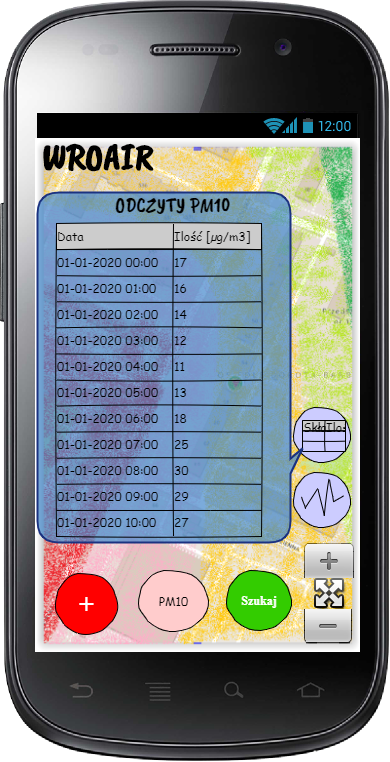 12:00
WROAIR
ODCZYTY PM10
Data Ilość [µg/m3]
01-01-2020 00:00 17
01-01-2020 01:00 16
01-01-2020 02:00 14
01-01-2020 03:00 12
01-01-2020 04:00 11
01-01-2020 05:00 13
01-01-2020 06:00 18
01-01-2020 07:00 25
01-01-2020 08:00 30
01-01-2020 09:00 29
01-01-2020 10:00 27
+
PM10
Szukaj
+
−